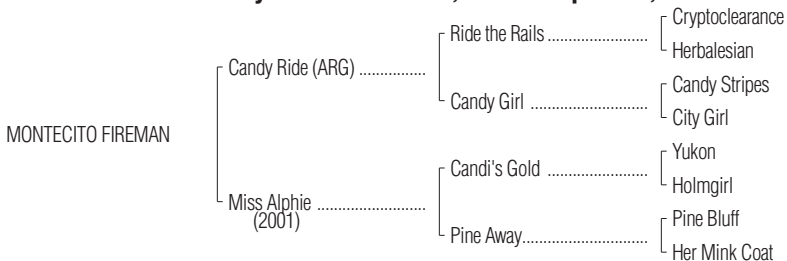 Cryptoclearance
Ride the Rails ........................
Herbalesian
Candy Ride (ARG) ................
Candy Stripes
Candy Girl ............................
City Girl
MONTECITO FIREMAN
Yukon
Candi's Gold ........................
Holmgirl
Miss Alphie ..........................
(2001)
Pine Bluff
Pine Away..............................
Her Mink Coat